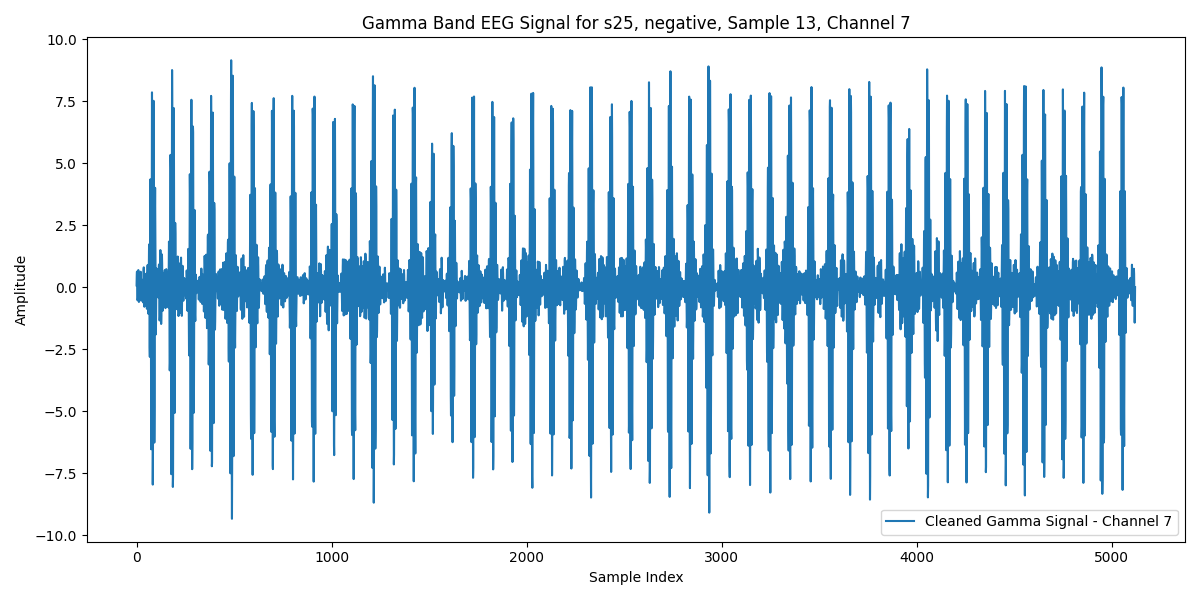 Gamma Band EEG Signal for s25, negative, Sample 13, Channel 7
10.0
7.5
5.0
2.5
0.0
−2.5
−5.0
−7.5
−10.0
Amplitude
Cleaned Gamma Signal - Channel 7
0 1000 2000 3000 4000 5000
Sample Index